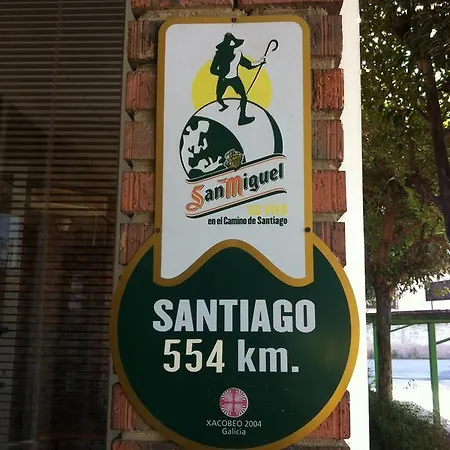 San Miguel
en el Camino de Santiago
SANTIAGO
554 km.
XACOBEO 2004
Galicia